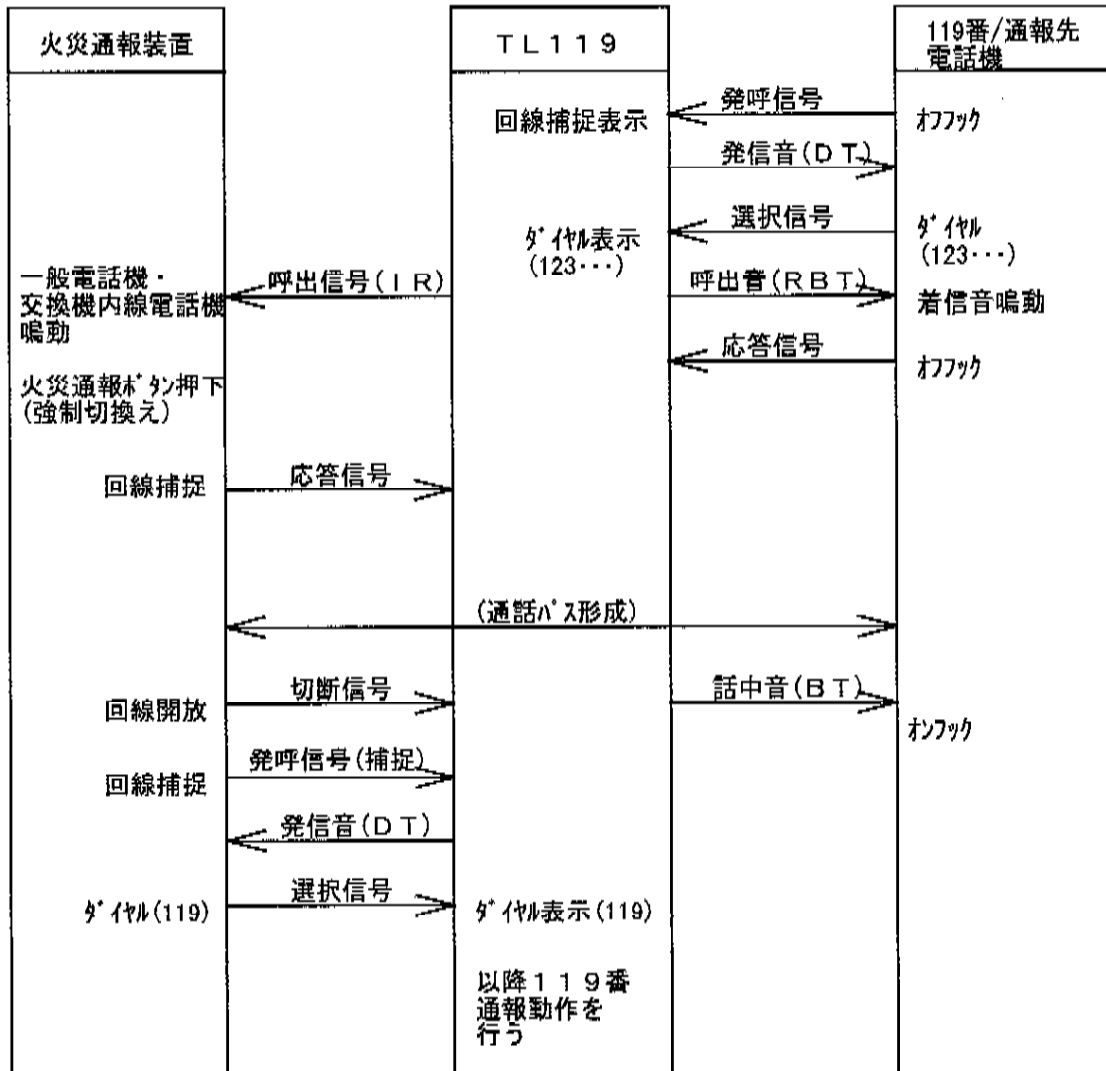 火災通報装置
TL119
119番/通報先
電話機
発呼信号
回線捕捉表示
オフフック
発信音(DT)
選択信号
ダイヤル表示
(123・・・)
ダイヤル
(123・・・)
一般電話機・
交換機内線電話機
鳴動
呼出信号(IR)
呼出音(RBT)
着信音鳴動
応答信号
オフフック
火災通報ボタン押下
(強制切換え)
回線捕捉
応答信号
(通話パス形成)
切断信号
回線開放
話中音(BT)
オンフック
発呼信号(捕捉)
回線捕捉
発信音(DT)
選択信号
ダイヤル(119)
ダイヤル表示(119)
以降119番
通報動作を
行う